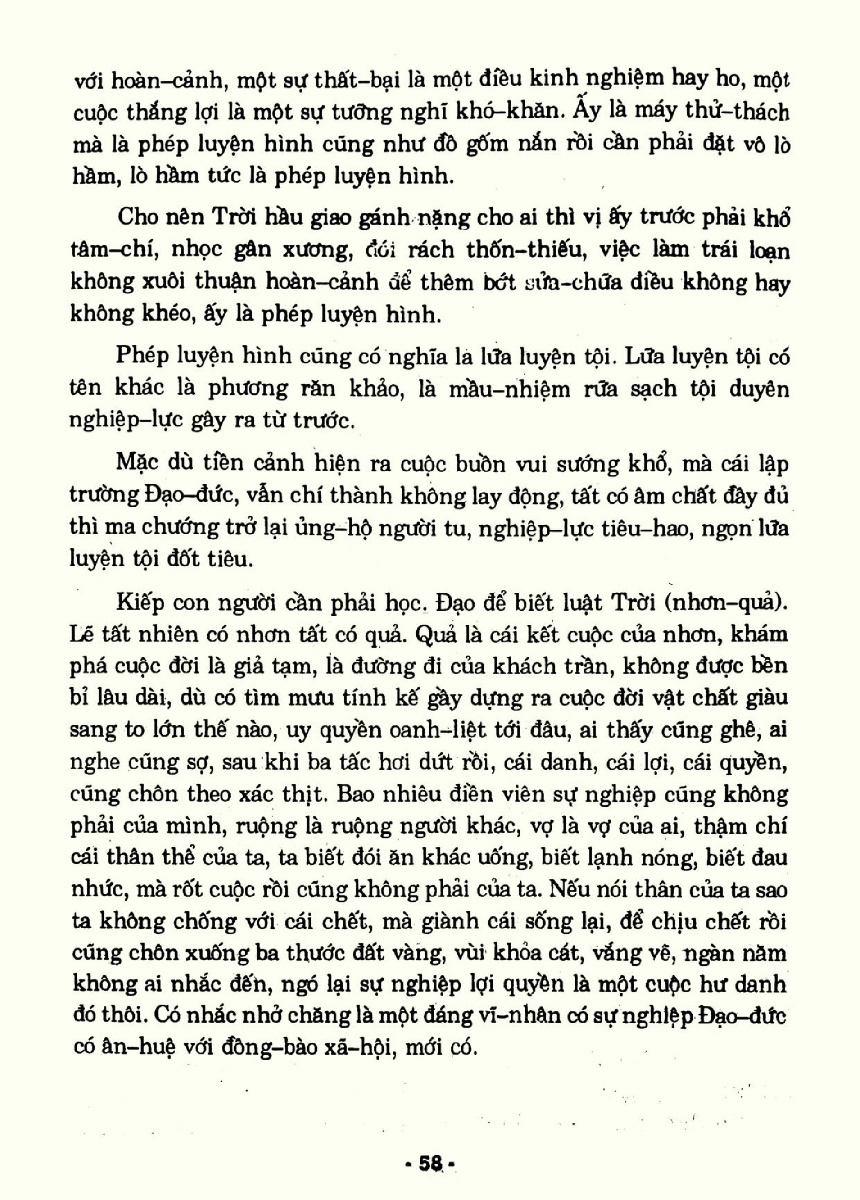 với hoàn–cảnh, một sự thất–bại là một điều kinh nghiệm hay ho, một
cuộc thắng lợi là một sự tưỡng nghĩ khó–khăn. Ấy là máy thử–thách
mà là phép luyện hình cũng như đồ gốm nắn rồi cần phải đặt vô lò
hầm, lò hầm tức là phép luyện hình.
Cho nên Trời hầu giao gánh nặng cho ai thì vị ấy trước phải khổ
tâm–chí, nhọc gân xương, đói rách thốn–thiếu, việc làm trái loạn
không xuôi thuận hoàn–cảnh để thêm bớt sửa–chữa điều không hay
không khéo, ấy là phép luyện hình.
Phép luyện hình cũng có nghĩa là lữa luyện tội. Lữa luyện tội có
tên khác là phương răn khảo, là mầu–nhiệm rữa sạch tội duyên
nghiệp–lực gây ra từ trước.
Mặc dù tiền cảnh hiện ra cuộc buồn vui sướng khổ, mà cái lập
trường Đạo–đức, vẫn chí thành không lay động, tất có âm chất đầy đủ
thì ma chướng trở lại ủng–hộ người tu, nghiệp–lực tiêu–hao, ngọn lửa
luyện tội đốt tiêu.
Kiếp con người cần phải học. Đạo để biết luật Trời (nhơn–quả).
Lẽ tất nhiên có nhơn tất có quả. Quả là cái kết cuộc của nhơn, khám
phá cuộc đời là giả tạm, là đường đi của khách trần, không được bền
bỉ lâu dài, dù có tìm mưu tính kế gầy dựng ra cuộc đời vật chất giàu
sang to lớn thế nào, uy quyền oanh–liệt tới đâu, ai thấy cũng ghê, ai
nghe cũng sợ, sau khi ba tấc hơi dứt rồi, cái danh, cái lợi, cái quyền,
cũng chôn theo xác thịt. Bao nhiêu điền viên sự nghiệp cũng không
phải của mình, ruộng là ruộng người khác, vợ là vợ của ai, thậm chí
cái thân thể của ta, ta biết đói ăn khác uống, biết lạnh nóng, biết đau
nhức, mà rốt cuộc rồi cũng không phải của ta. Nếu nói thân của ta sao
ta không chống với cái chết, mà giành cái sống lại, để chịu chết rồi
cũng chôn xuống ba thước đất vàng, vùi khỏa cát, vắng vẽ, ngàn năm
không ai nhắc đến, ngó lại sự nghiệp lợi quyền là một cuộc hư danh
đó thôi. Có nhắc nhở chăng là một đáng vĩ–nhân có sự nghiệp Đạo–đức
có ân–huệ với đồng–bào xã–hội, mới có.
- 58 -